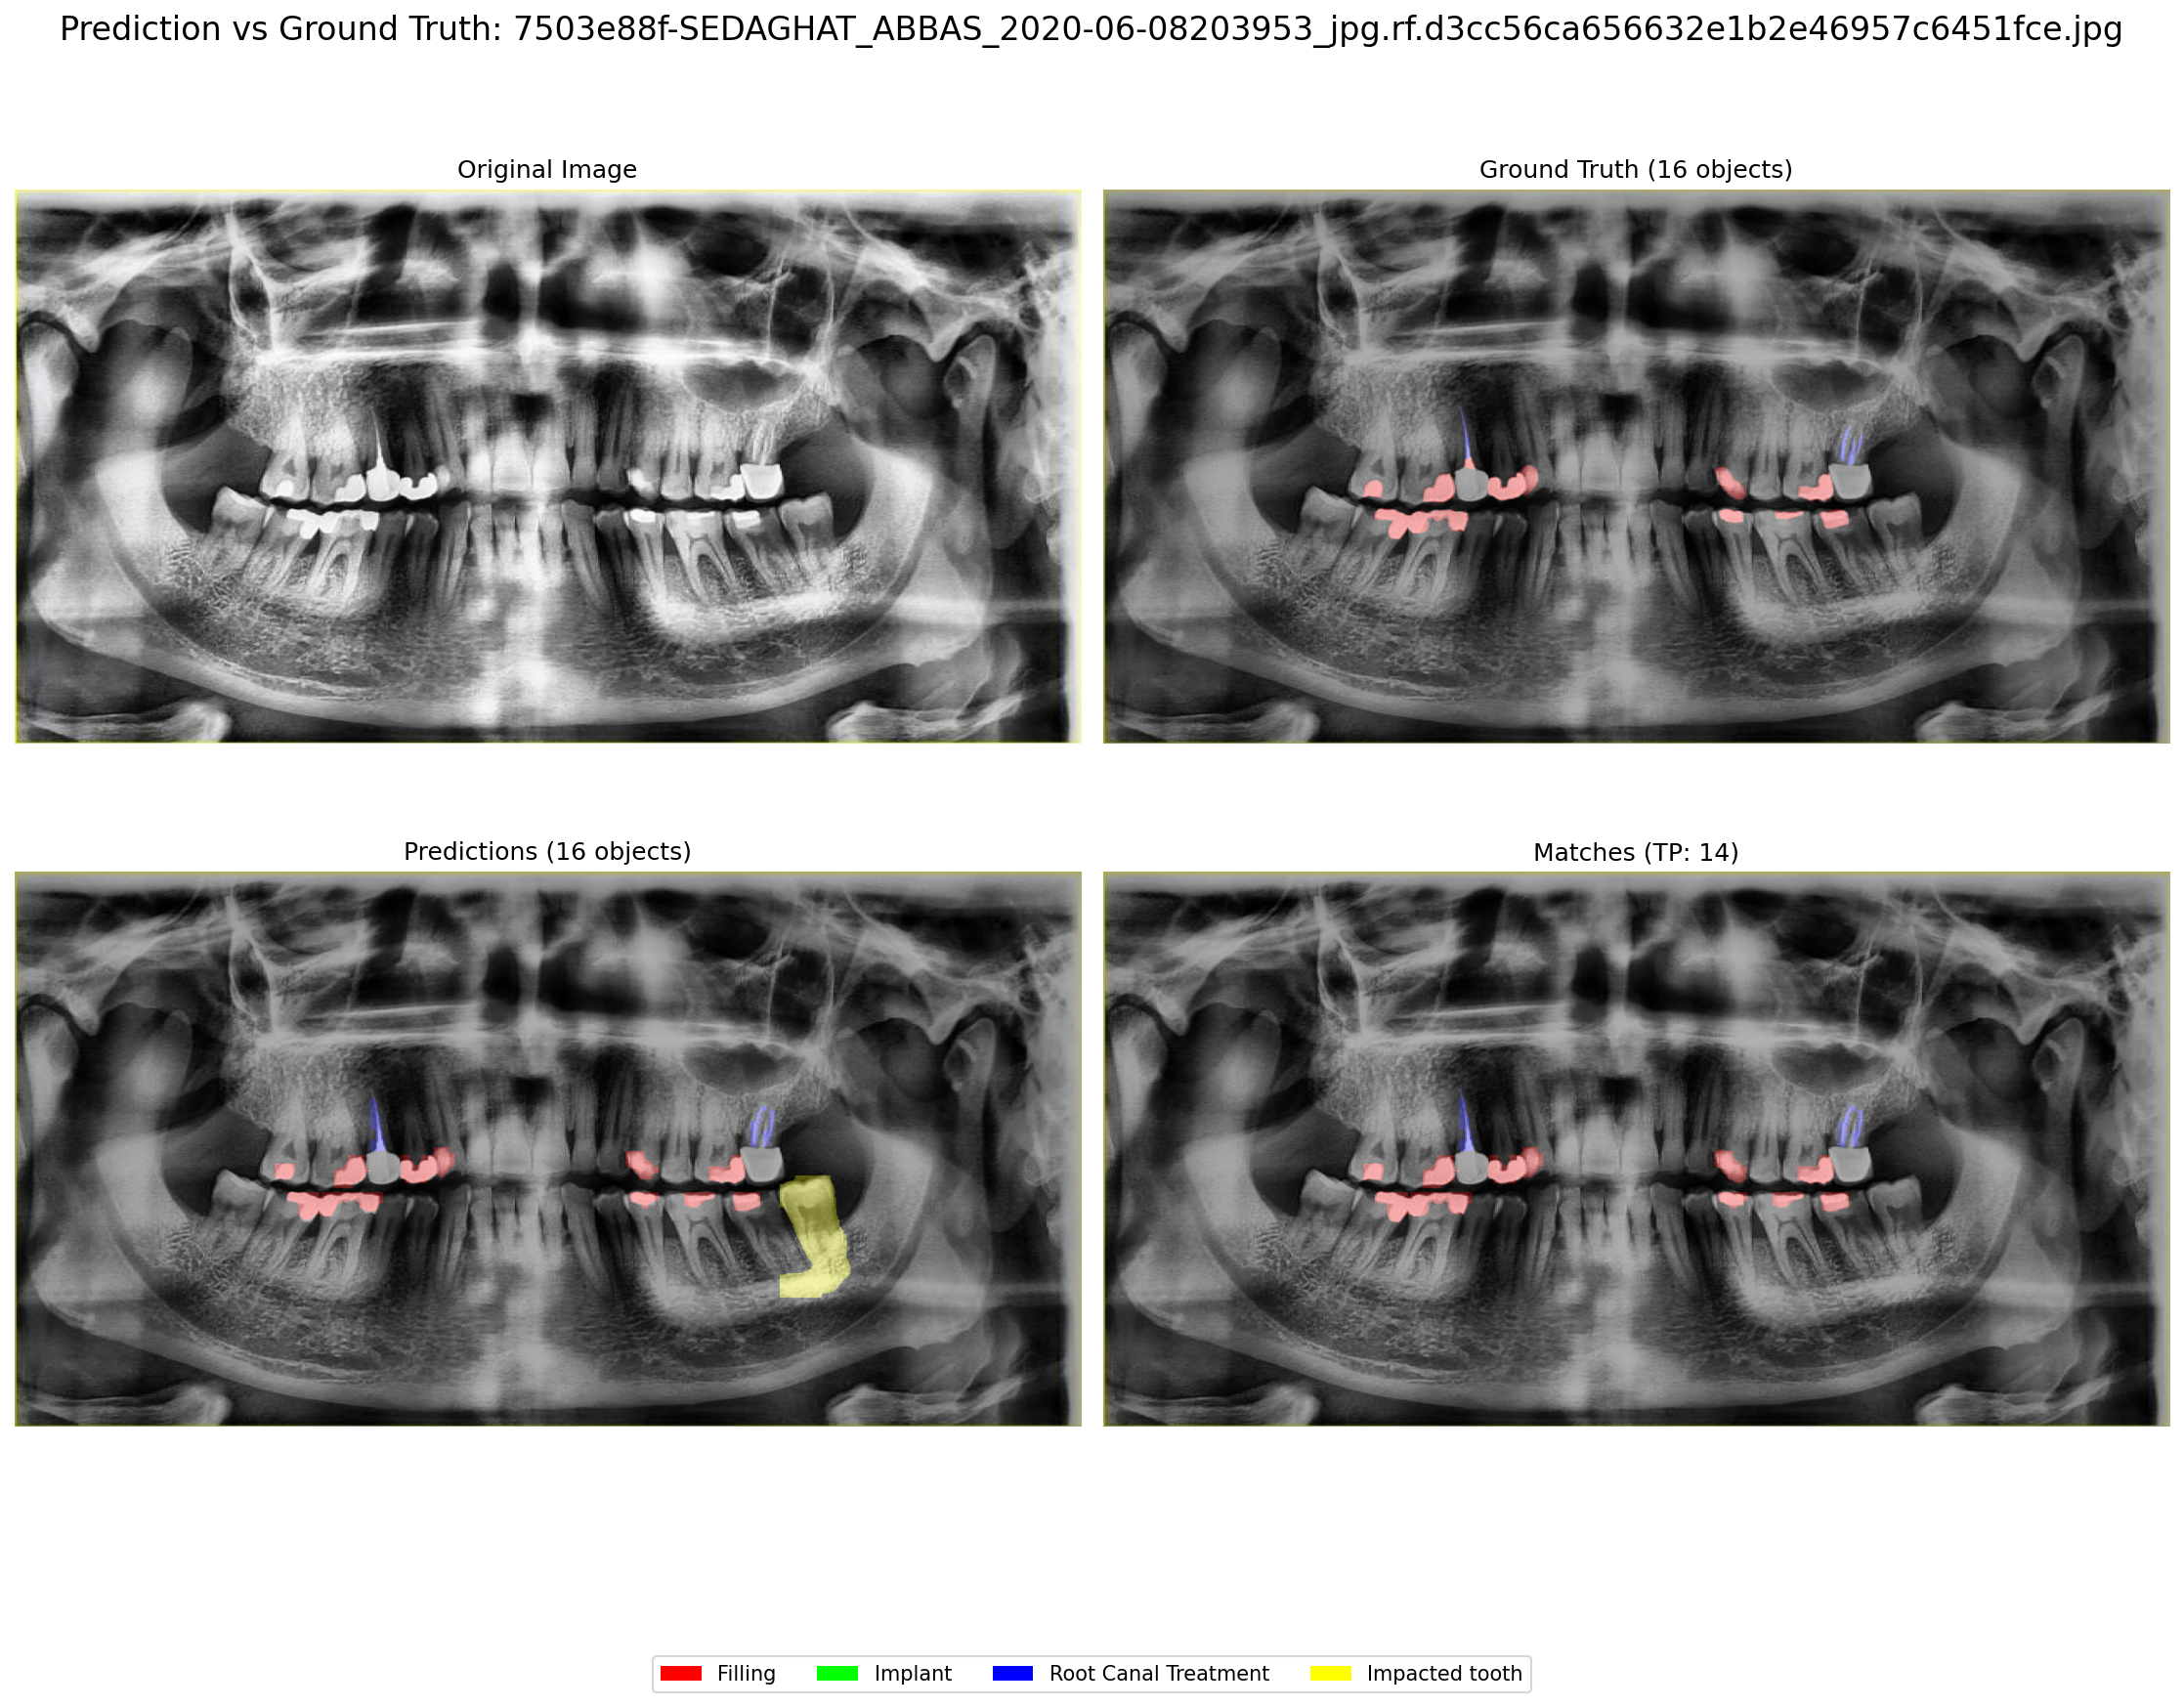 Prediction vs Ground Truth: 7503e88f-SEDAGHAT_ABBAS_2020-06-08203953_jpg.rf.d3cc56ca656632e1b2e46957c6451fce.jpg
Original Image
Ground Truth (16 objects)
Predictions (16 objects)
Matches (TP: 14)
Filling
Implant
Root Canal Treatment
Impacted tooth